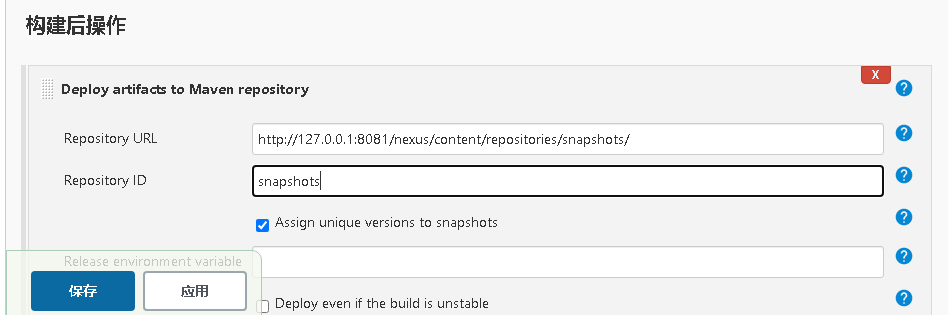 构建后操作
X
Deploy artifacts to Maven repository
?
Repository URL
http://127.0.0.1:8081/nexus/content/repositories/snapshots/
?
Repository ID
snapshots
?
Assign unique versions to snapshots
?
Release environment variable
?
保存
应用
Deploy even if the build is unstable
?